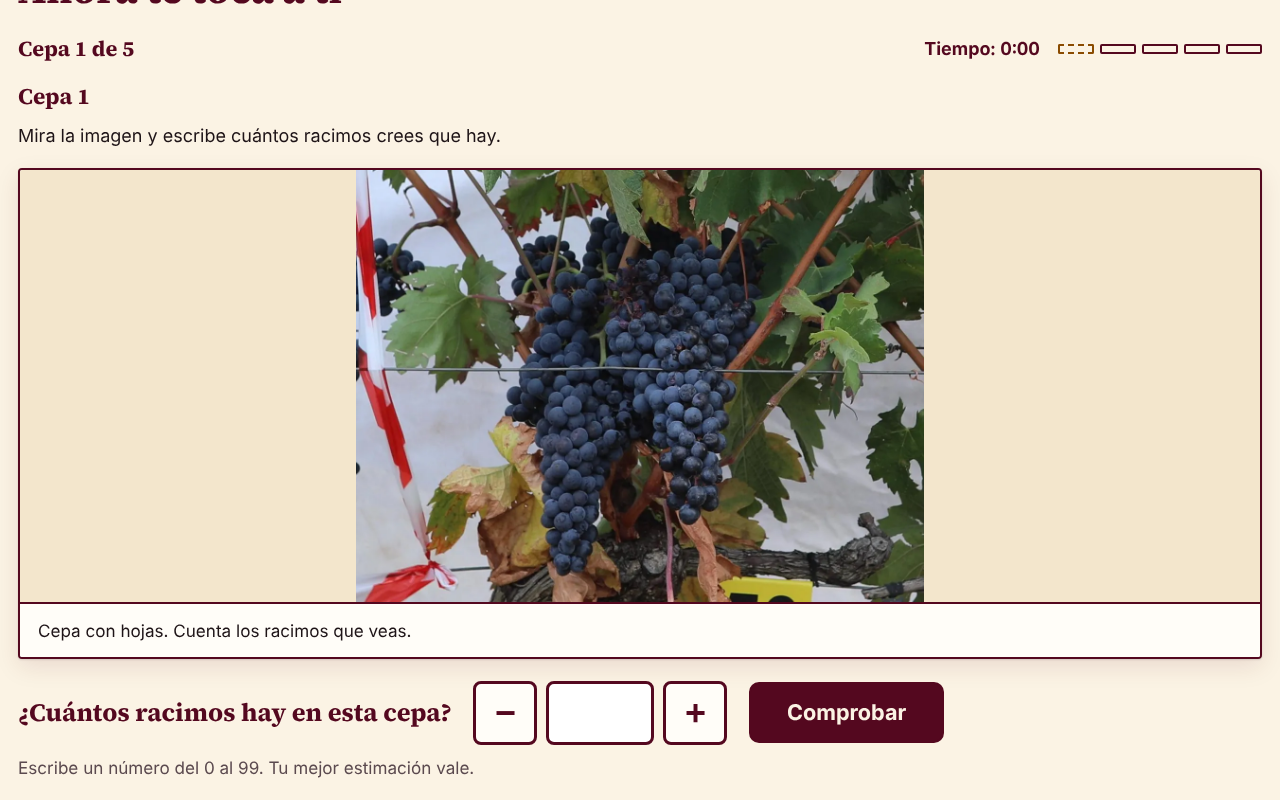 Cepa 1 de 5
Tiempo: 0:00
Cepa 1
Mira la imagen y escribe cuántos racimos crees que hay.
Cepa con hojas. Cuenta los racimos que veas.
¿Cuántos racimos hay en esta cepa?
−
+
Comprobar
Escribe un número del 0 al 99. Tu mejor estimación vale.